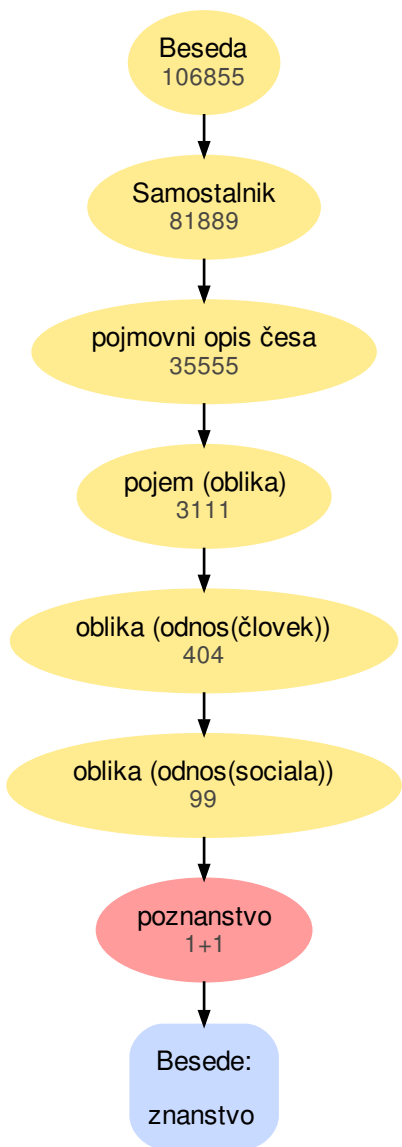 Beseda
106855
Samostalnik
81889
pojmovni opis česa
35555
pojem (oblika)
3111
oblika (odnos(človek))
404
oblika (odnos(sociala))
99
poznanstvo
1+1
Besede:
znanstvo